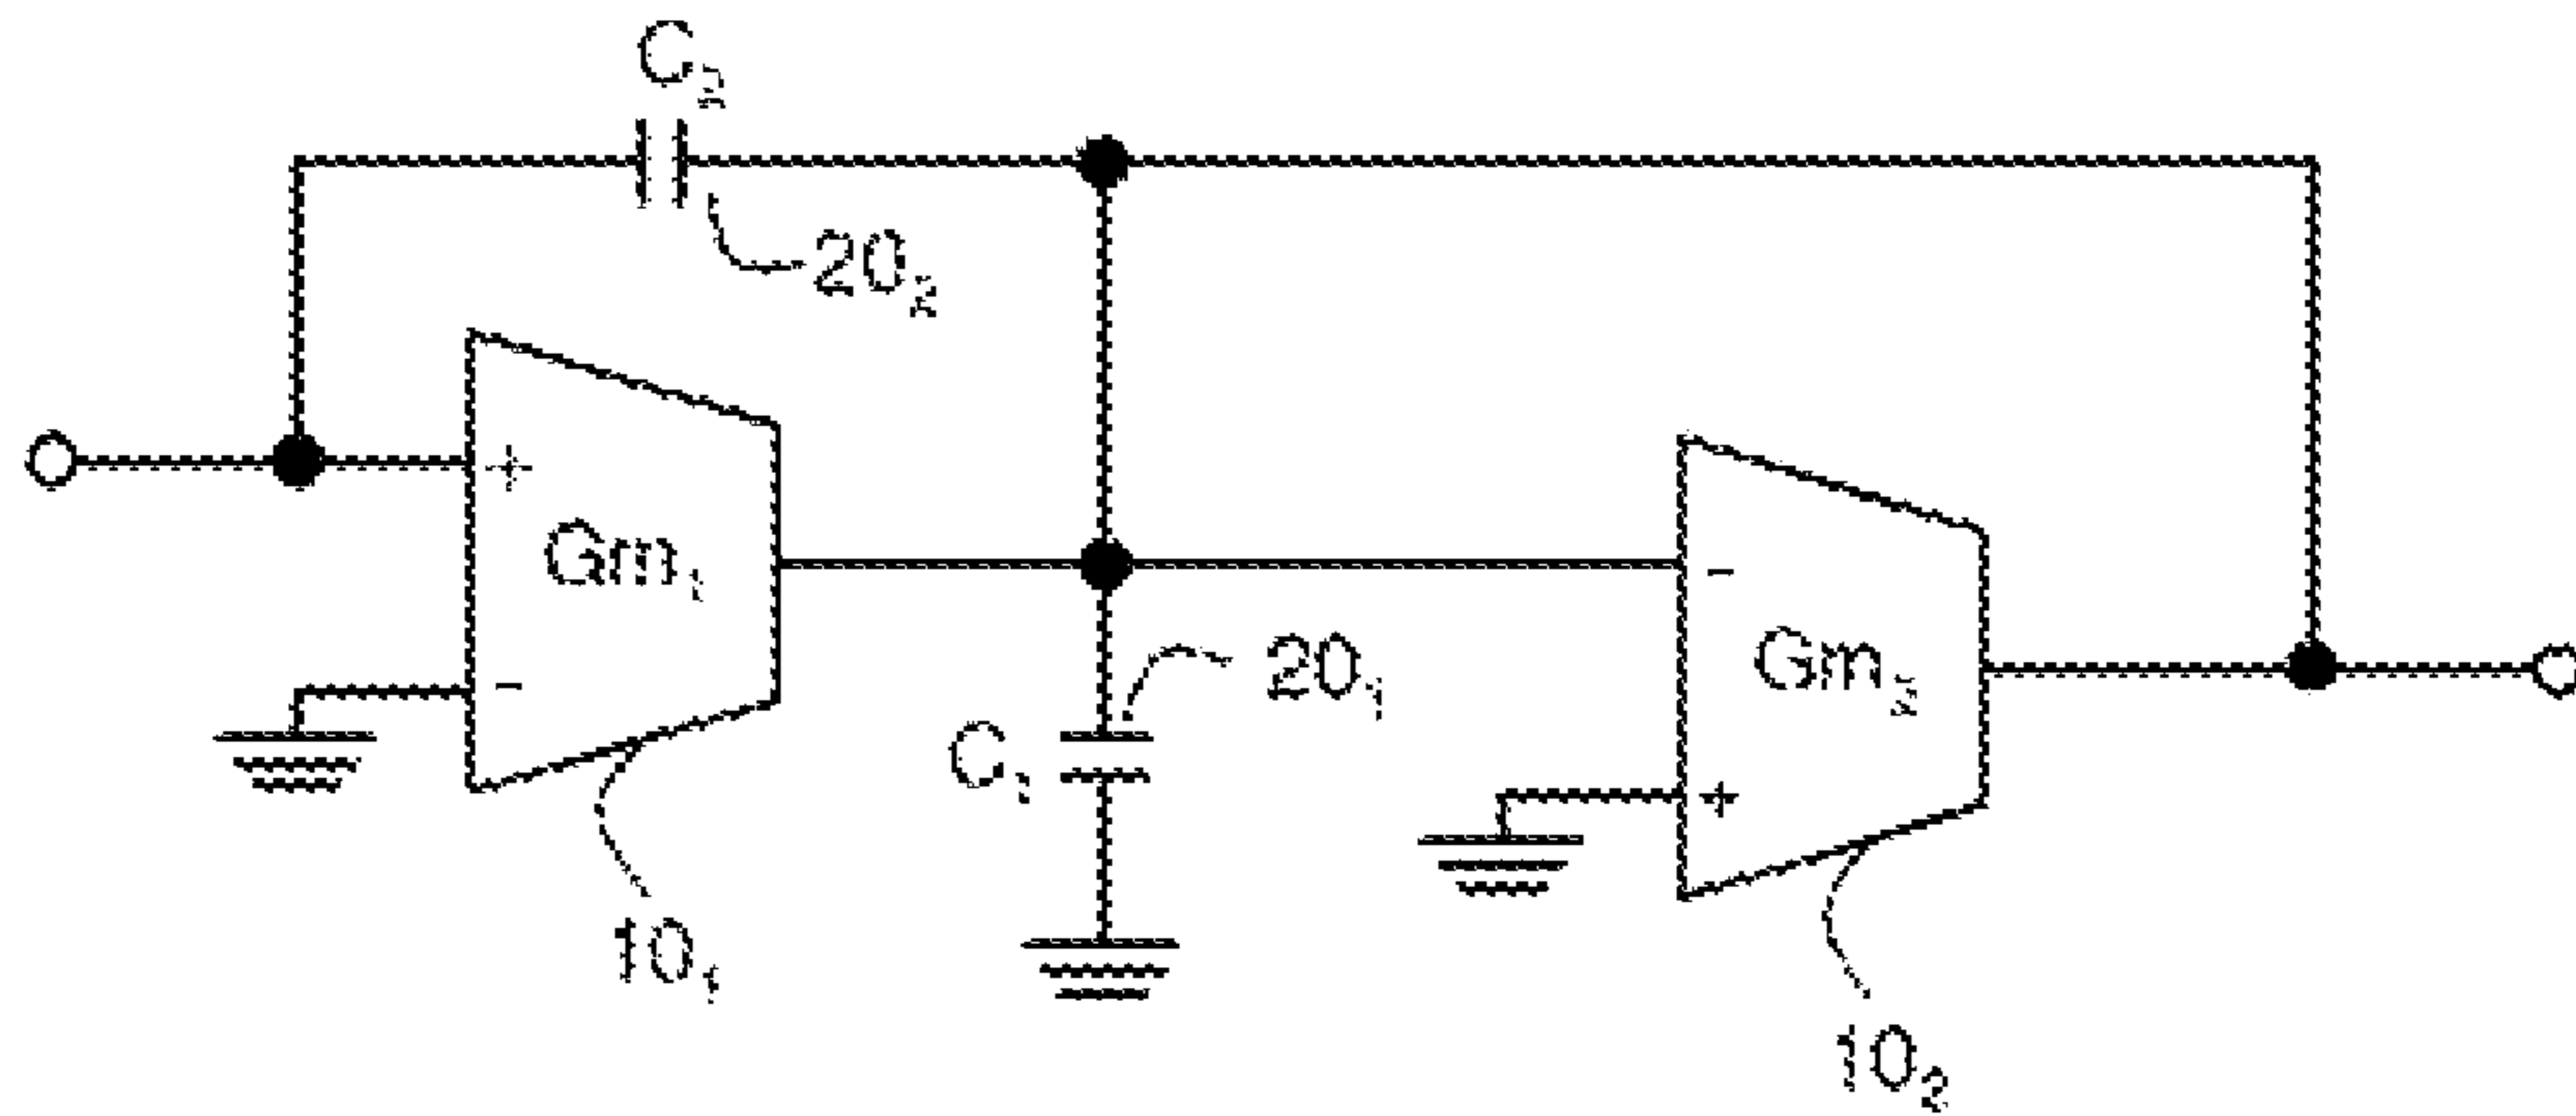 C₂
20₂
+
Gm₁
-
-
Gm₂
+
20₁
C₁
10₁
10₂